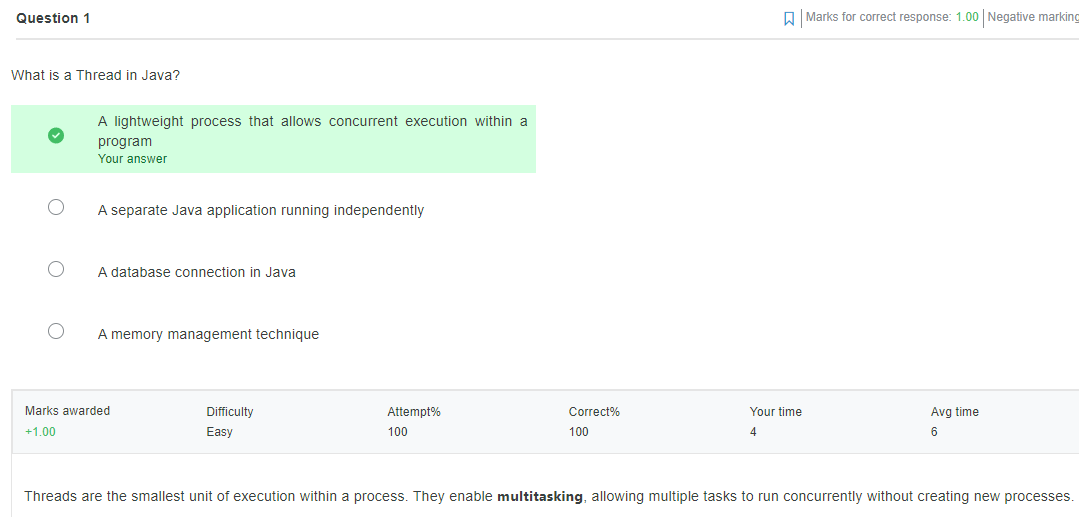 Question 1
Marks for correct response: 1.00 Negative marking
What is a Thread in Java?
A lightweight process that allows concurrent execution within a
program
Your answer
A separate Java application running independently
A database connection in Java
A memory management technique
Marks awarded Difficulty Attempt% Correct% Your time Avg time
+1.00 Easy 100 100 4 6
Threads are the smallest unit of execution within a process. They enable multitasking, allowing multiple tasks to run concurrently without creating new processes.